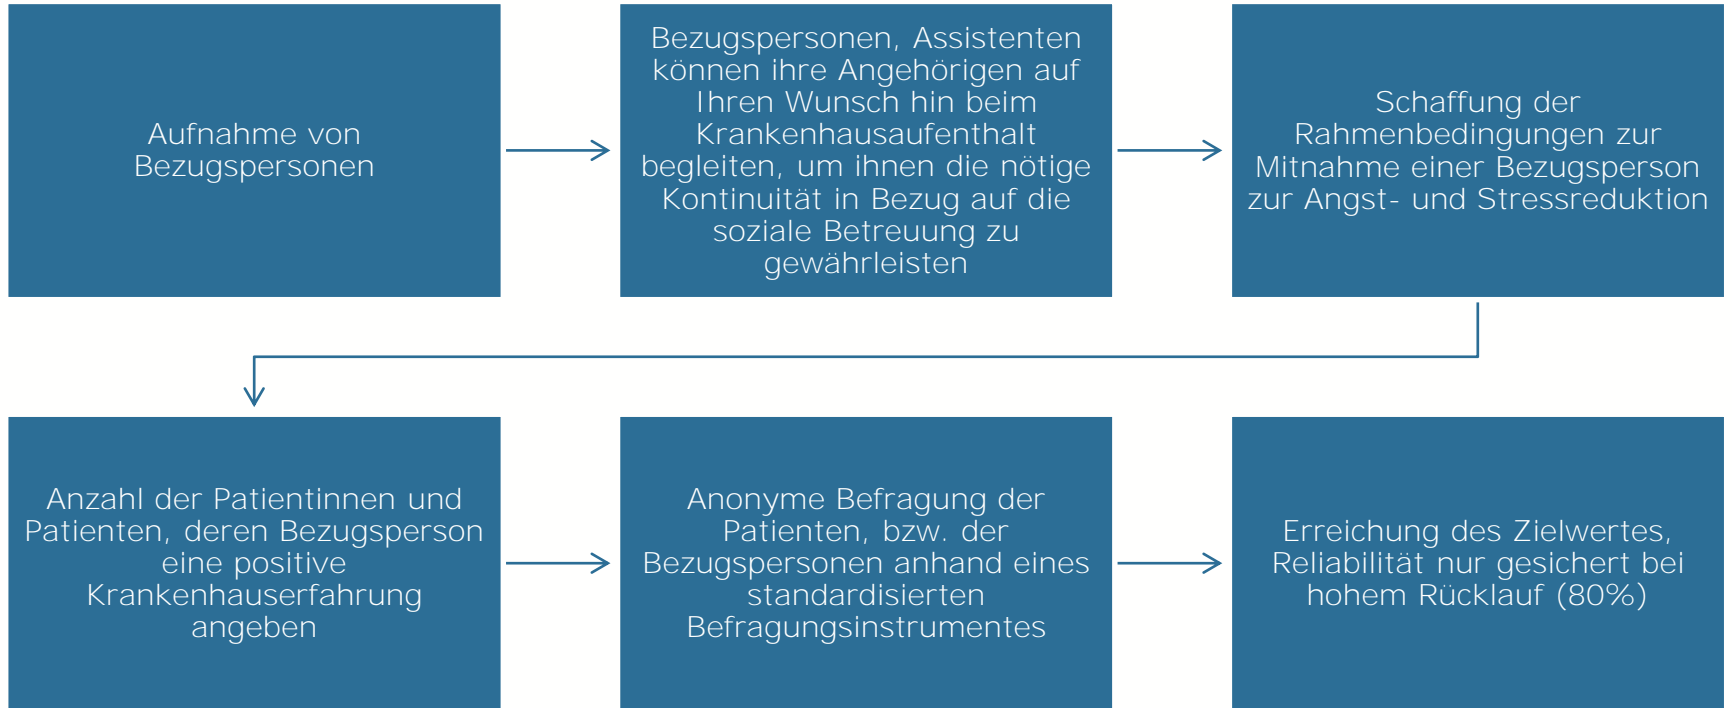 Aufnahme von
Bezugspersonen
Bezugspersonen, Assistenten
können ihre Angehörigen auf
Ihren Wunsch hin beim
Krankenhausaufenthalt
begleiten, um ihnen die nötige
Kontinuität in Bezug auf die
soziale Betreuung zu
gewährleisten
Schaffung der
Rahmenbedingungen zur
Mitnahme einer Bezugsperson
zur Angst- und Stressreduktion
Anzahl der Patientinnen und
Patienten, deren Bezugsperson
eine positive
Krankenhauserfahrung
angeben
Anonyme Befragung der
Patienten, bzw. der
Bezugspersonen anhand eines
standardisierten
Befragungsinstrumentes
Erreichung des Zielwertes,
Reliabilität nur gesichert bei
hohem Rücklauf (80%)